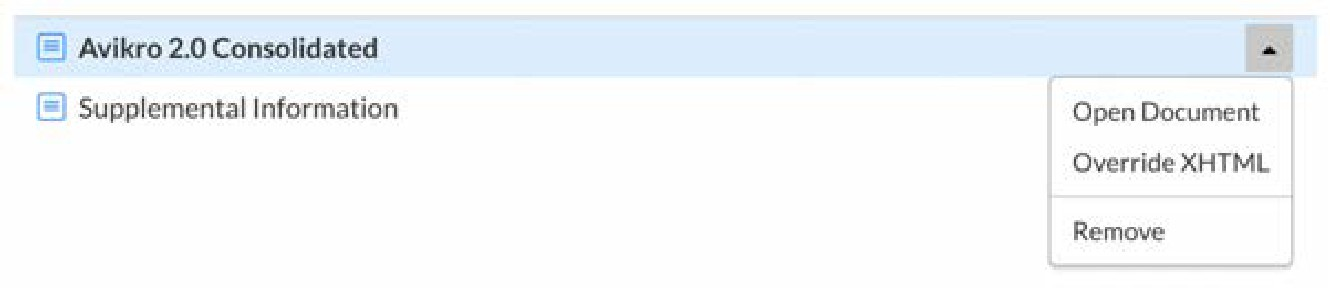 Avikro 2.0 Consolidated
Supplemental Information
Open Document
Override XHTML
Remove